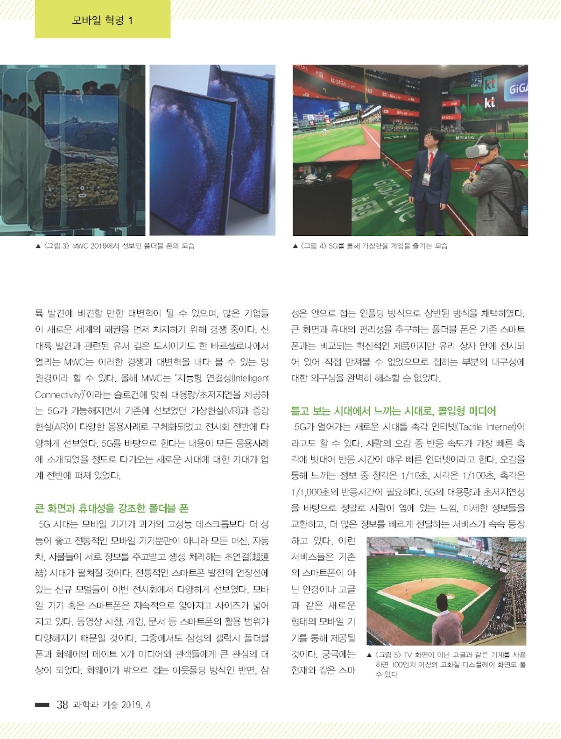 모바일 혁명 1
kt
GiGA
kt
▲ 〈그림 3〉 MWC 2019에서 선보인 폴더블 폰의 모습
▲ 〈그림 4〉 5G를 통해 가상현실 게임을 즐기는 모습
륙 발견에 비견할 만한 대변혁이 될 수 있으며, 많은 기업들
이 새로운 세계의 패권을 먼저 차지하기 위해 경쟁 중이다. 신
대륙 발견과 관련된 유서 깊은 도시이기도 한 바르셀로나에서
열리는 MWC는 이러한 경쟁과 대변혁을 내다 볼 수 있는 망
원경이라 할 수 있다. 올해 MWC는 '지능형 연결성(Intelligent
Connectivity)'이라는 슬로건에 맞춰 대용량/초저지연을 제공하
는 5G가 가능해지면서 기존에 선보였던 가상현실(VR)과 증강
현실(AR)이 다양한 응용사례로 구체화되었고 전시회 전반에 다
양하게 선보였다. 5G를 바탕으로 한다는 내용이 모든 응용사례
에 소개되었을 정도로 다가오는 새로운 시대에 대한 기대가 업
계 전반에 퍼져 있었다.
큰 화면과 휴대성을 강조한 폴더블 폰
5G 시대는 모바일 기기가 과거의 고성능 데스크톱보다 더 성
능이 좋고 전통적인 모바일 기기뿐만이 아니라 모든 머신, 자동
차, 사물들이 서로 정보를 주고받고 생성 처리하는 초연결(超連
結) 시대가 펼쳐질 것이다. 전통적인 스마트폰 발전의 연장선에
있는 신규 모델들이 이번 전시회에서 다양하게 선보였다. 모바
일 기기 혹은 스마트폰은 지속적으로 얇아지고 사이즈가 넓어
지고 있다. 동영상 시청, 게임, 문서 등 스마트폰의 활용 범위가
다양해지기 때문일 것이다. 그중에서도 삼성의 갤럭시 폴더블
폰과 화웨이의 메이트 X가 미디어와 관객들에게 큰 관심의 대
상이 되었다. 화웨이가 밖으로 접는 아웃폴딩 방식인 반면, 삼
성은 안으로 접는 인폴딩 방식으로 상반된 방식을 채택하였다.
큰 화면과 휴대의 편리성을 추구하는 폴더블 폰은 기존 스마트
폰과는 비교되는 혁신적인 제품이지만 유리 상자 안에 전시되
어 있어 직접 만져볼 수 없었으므로 접히는 부분의 내구성에
대한 의구심을 완벽히 해소할 순 없었다.
듣고 보는 시대에서 느끼는 시대로, 몰입형 미디어
5G가 열어가는 새로운 시대를 촉각 인터넷(Tactile Internet)이
라고도 할 수 있다. 사람의 오감 중 반응 속도가 가장 빠른 촉
각에 빗대어 반응 시간이 매우 빠른 인터넷이라고 한다. 오감을
통해 느끼는 정보 중 청각은 1/10초, 시각은 1/100초, 촉각은
1/1,000초의 반응시간이 필요하다. 5G의 대용량과 초저지연성
을 바탕으로 정말로 사람이 옆에 있는 느낌, 미세한 정보들을
교환하고, 더 많은 정보를 빠르게 전달하는 서비스가 속속 등장
하고 있다. 이런
서비스들은 기존
의 스마트폰이 아
닌 안경이나 고글
과 같은 새로운
형태의 모바일 기
기를 통해 제공될
것이다. 궁극에는
현재와 같은 스마
▲ 〈그림 5〉 TV 화면이 아닌 고글과 같은 기계를 사용
하면 100인치 이상의 고화질 디스플레이 화면도 볼
수 있다
38 과학과 기술 2019. 4